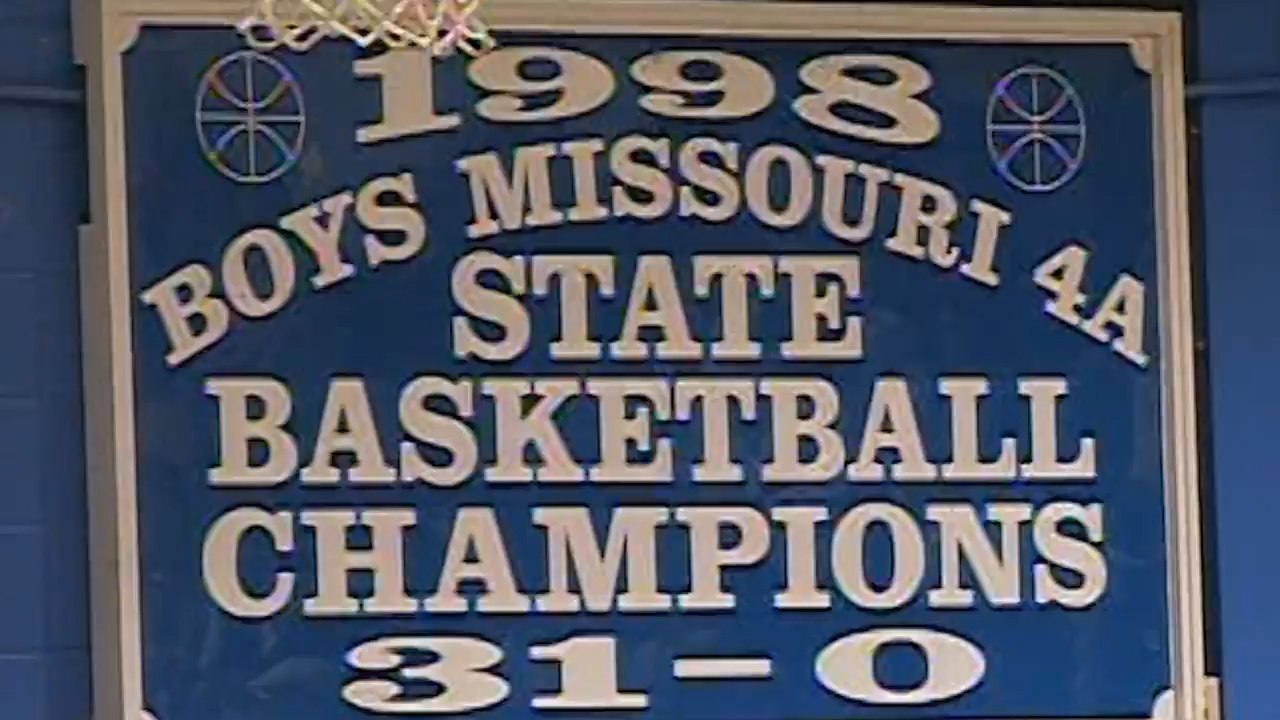 1998
BOYS MISSOURI 4A
STATE
BASKETBALL
CHAMPIONS
31-0